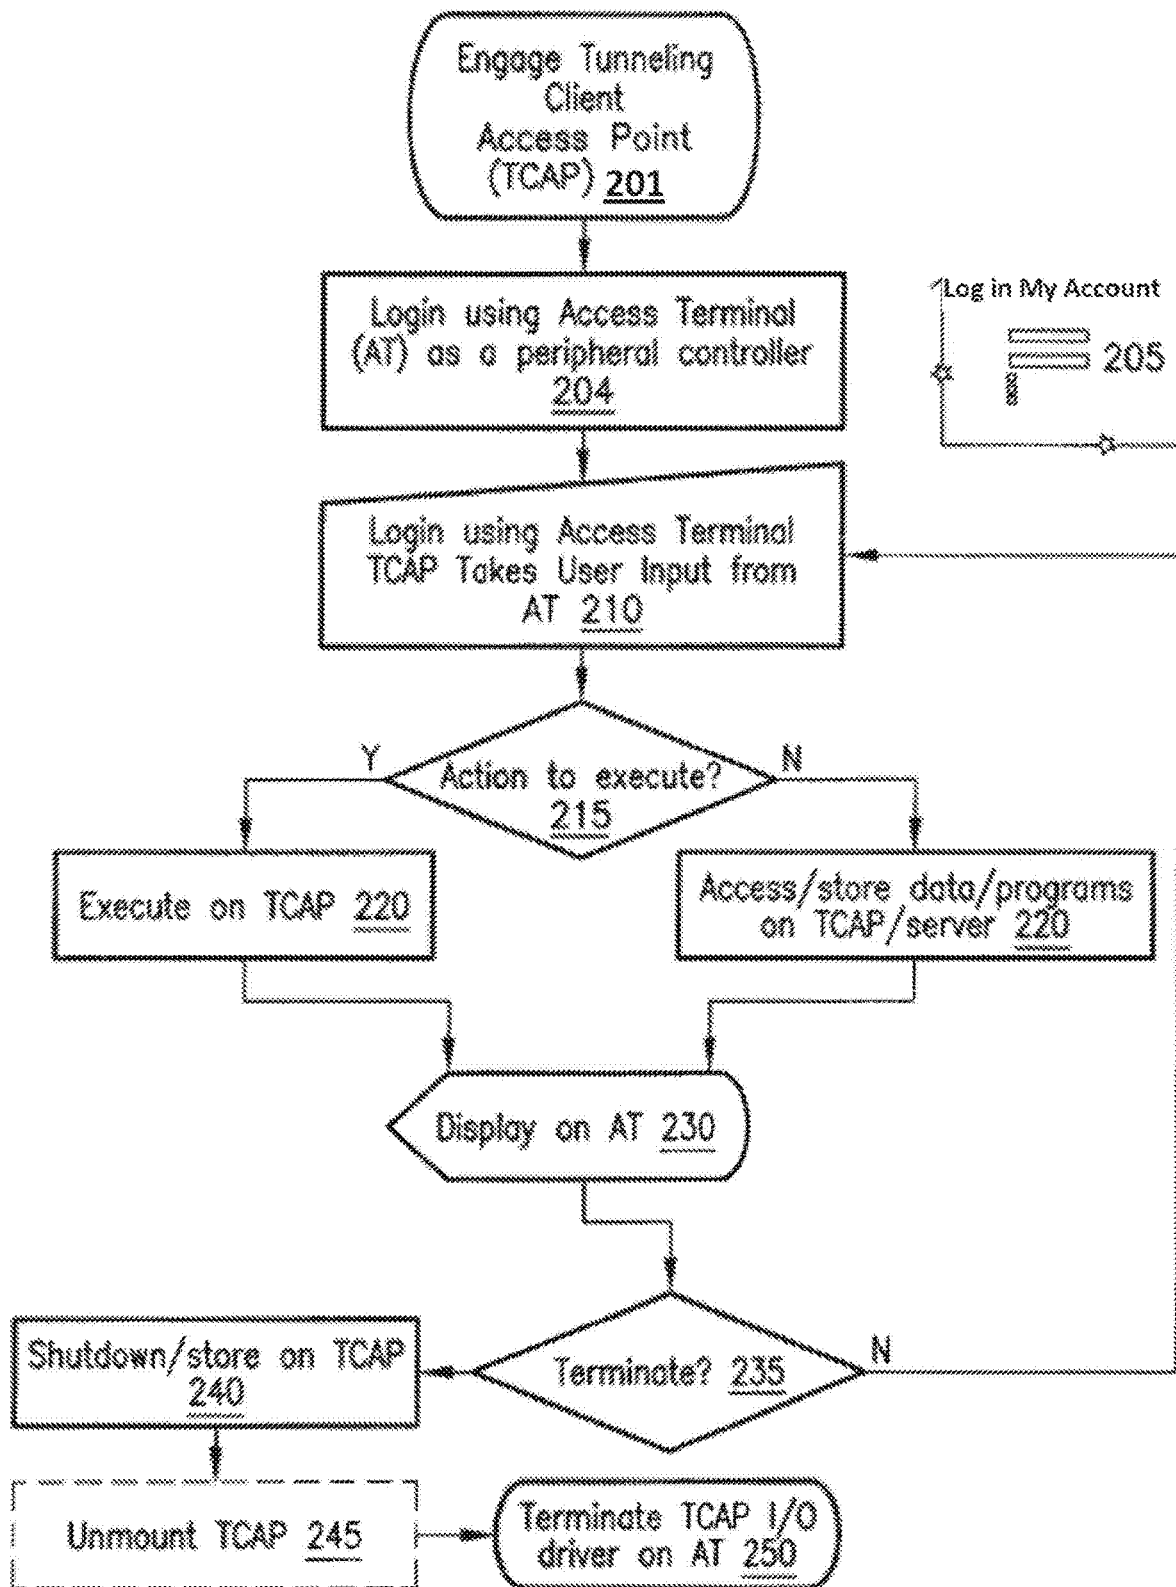 Engage Tunneling
Client
Access Point
(TCAP) 201
Login using Access Terminal
(AT) as a peripheral controller
204
Log in My Account
205
Login using Access Terminal
TCAP Takes User Input from
AT 210
Y
N
Action to execute?
215
Execute on TCAP 220
Access/store data/programs
on TCAP/server 220
Display on AT 230
Shutdown/store on TCAP
240
Terminate? 235
N
Unmount TCAP 245
Terminate TCAP I/O
driver on AT 250